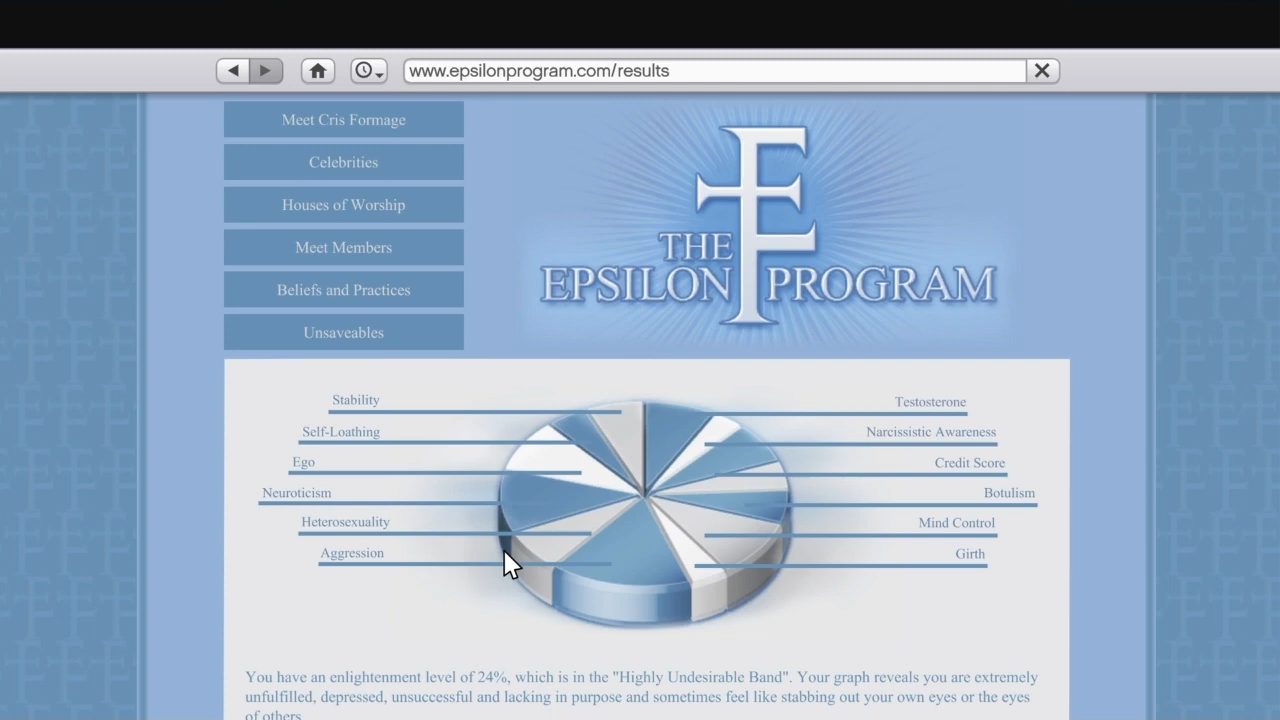 www.epsilonprogram.com/results
Meet Cris Formage
Celebrities
Houses of Worship
Meet Members
Beliefs and Practices
Unsaveables
THE
EPSILON PROGRAM
Stability
Self-Loathing
Ego
Neuroticism
Heterosexuality
Aggression
Testosterone
Narcissistic Awareness
Credit Score
Botulism
Mind Control
Girth
You have an enlightenment level of 24%, which is in the "Highly Undesirable Band". Your graph reveals you are extremely
unfulfilled, depressed, unsuccessful and lacking in purpose and sometimes feel like stabbing out your own eyes or the eyes
of others